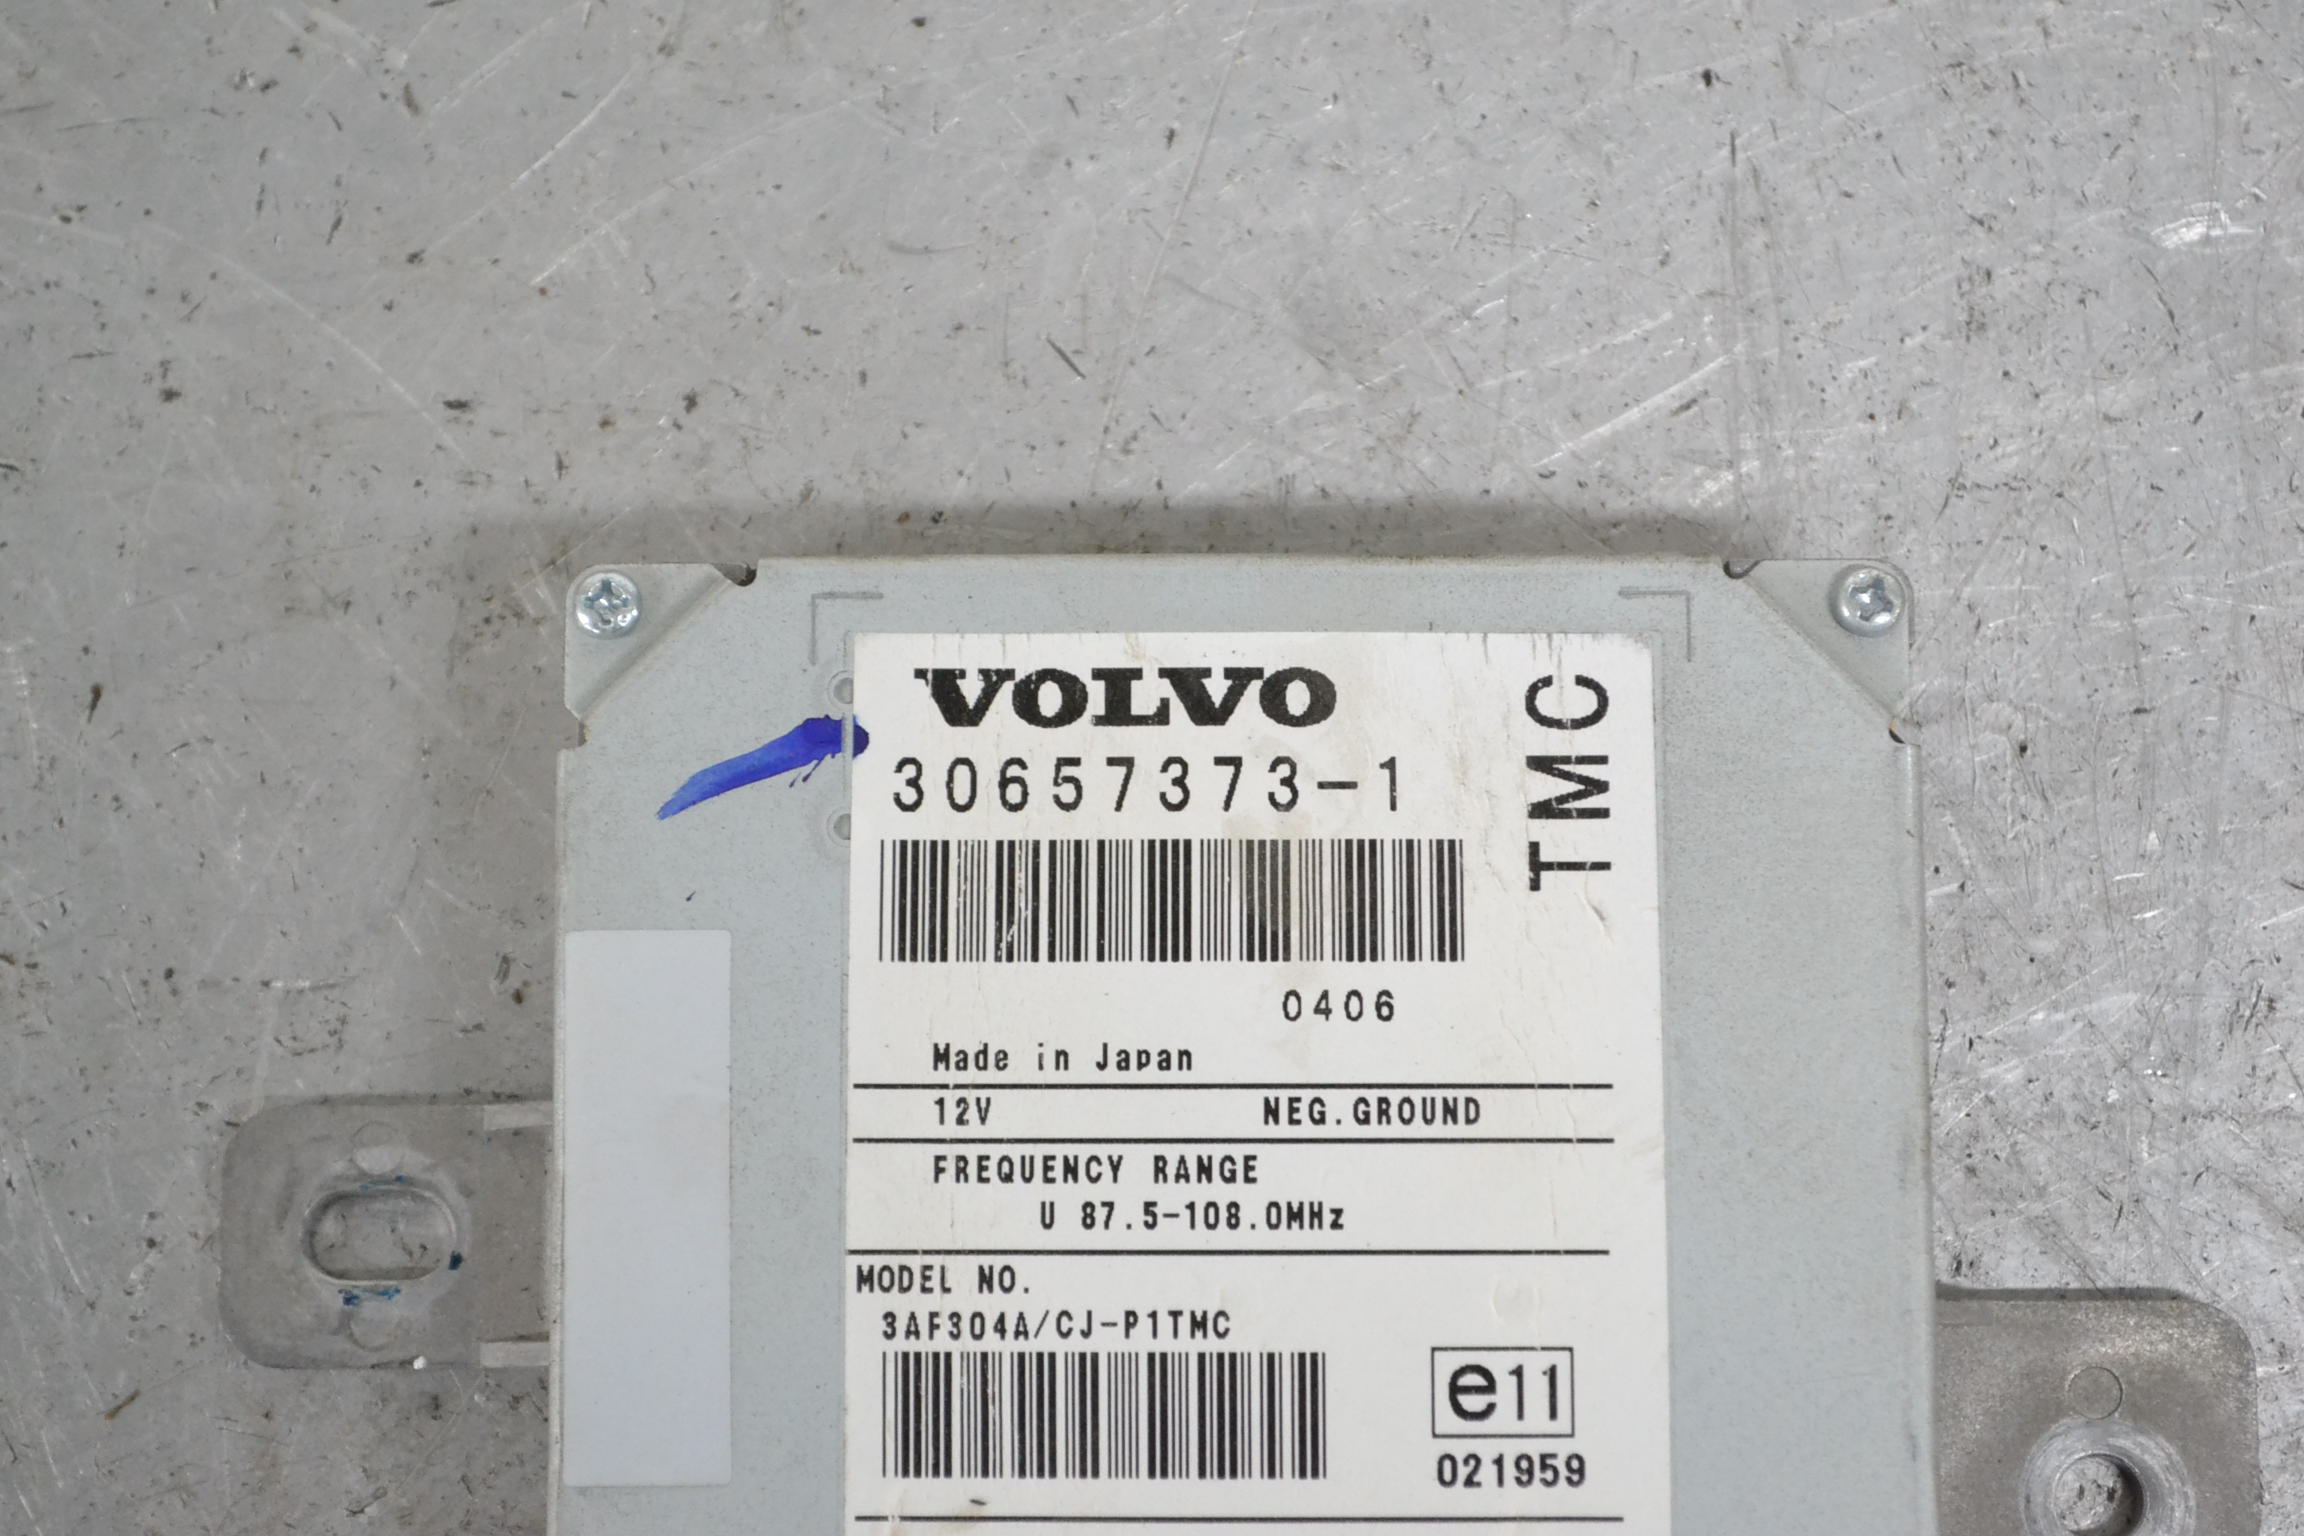 VOLVO
TMC
30657373-1
0406
Made in Japan
12V NEG.GROUND
FREQUENCY RANGE
U 87.5-108.0MHz
MODEL NO.
3AF304A/CJ-P1TMC
e11
021959